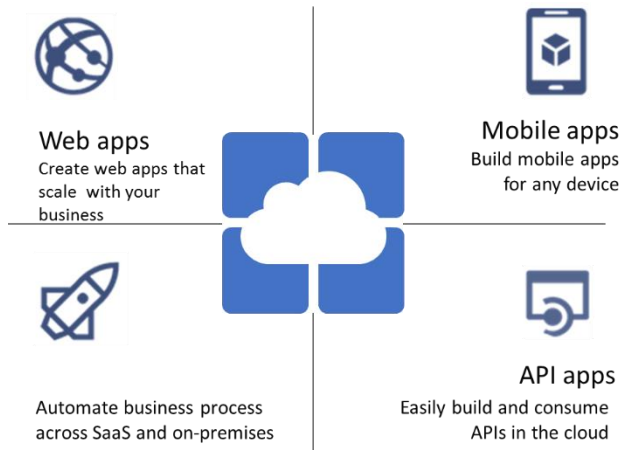 Web apps
Create web apps that
scale with your
business
Mobile apps
Build mobile apps
for any device
Automate business process
across SaaS and on-premises
API apps
Easily build and consume
APIs in the cloud